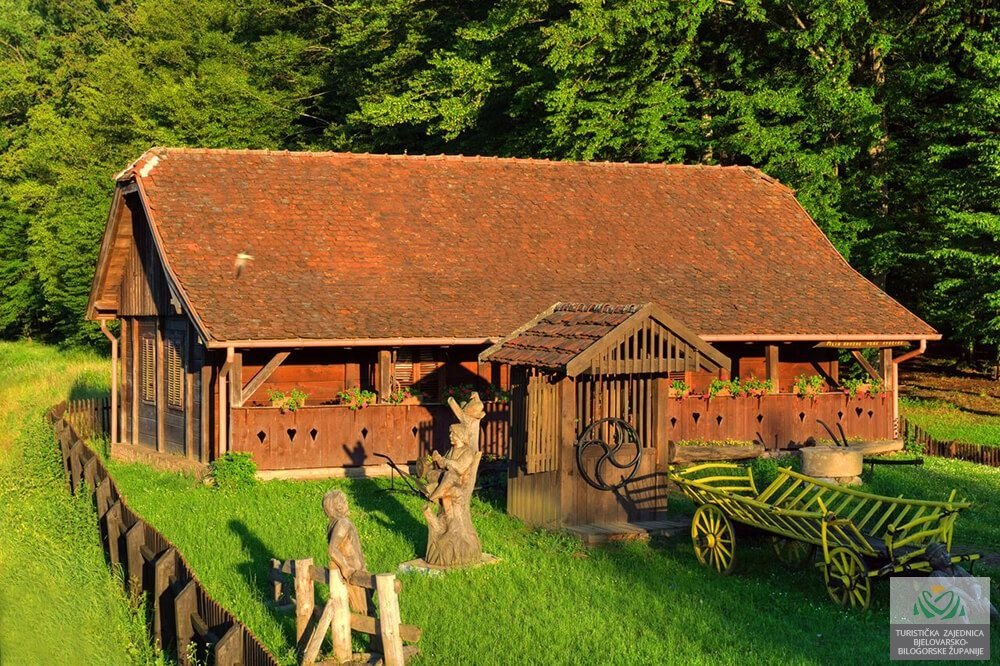 TURISTIČKA ZAJEDNICA
BJELOVARSKO-
BILOGORSKE ŽUPANIJE